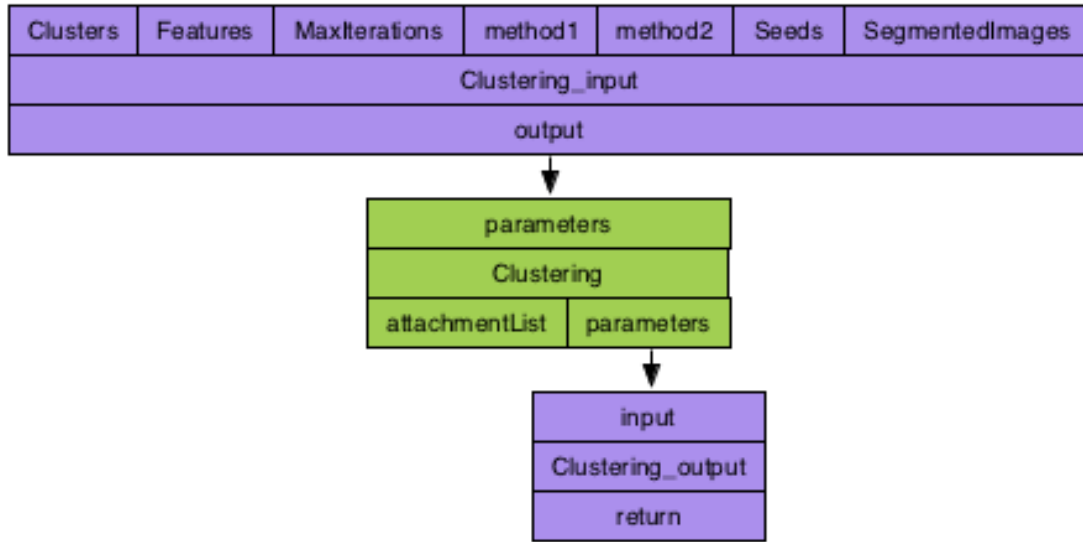 Clusters Features MaxIterations method1 method2 Seeds SegmentedImages
Clustering_input
output
parameters
Clustering
attachmentList parameters
input
Clustering_output
return